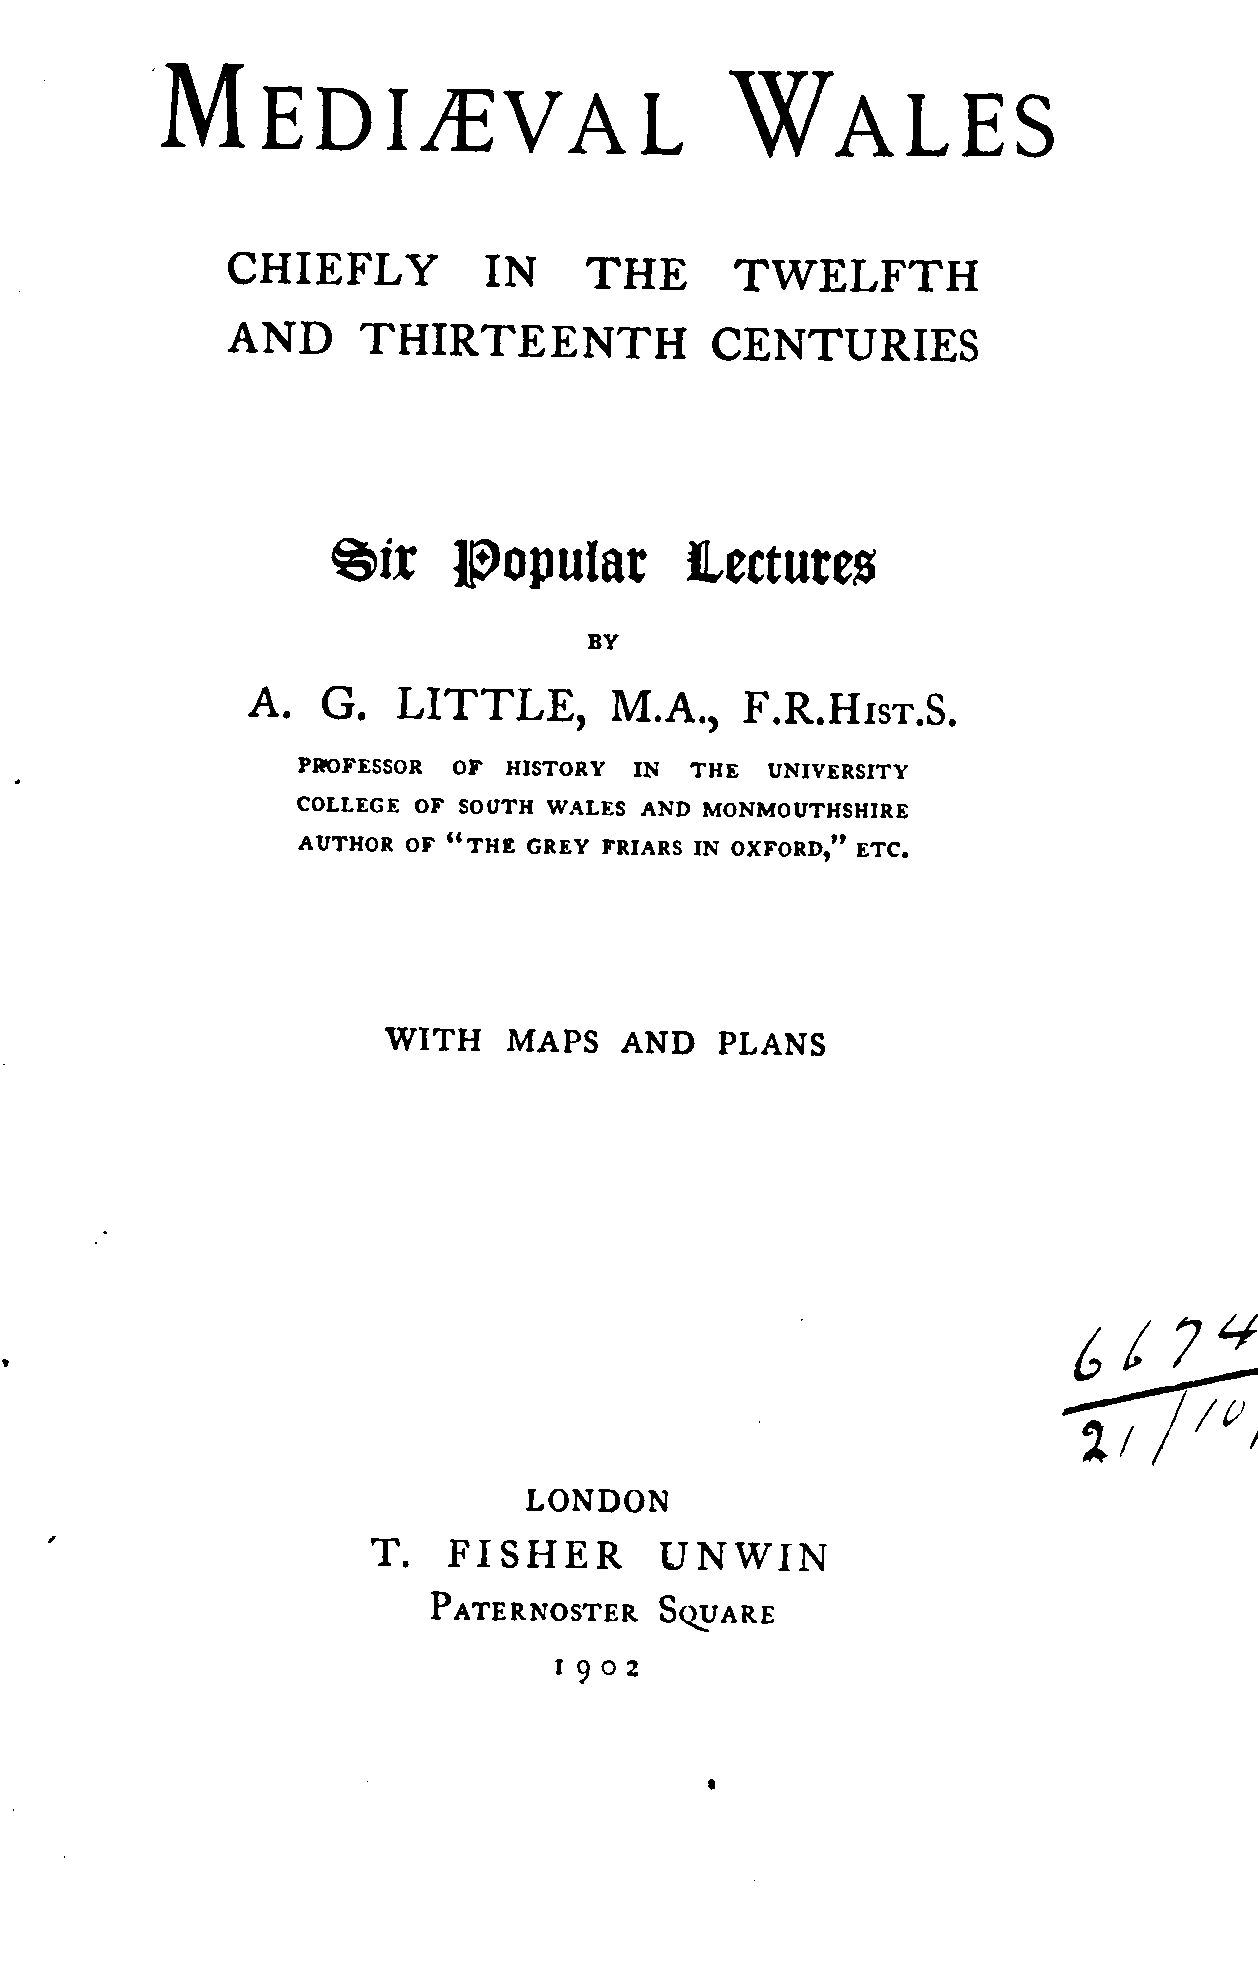 MEDIÆVAL WALES
CHIEFLY IN THE TWELFTH
AND THIRTEENTH CENTURIES
Six Popular Lectures
BY
A. G. LITTLE, M.A., F.R.HIST.S.
PROFESSOR OF HISTORY IN THE UNIVERSITY
COLLEGE OF SOUTH WALES AND MONMOUTHSHIRE
AUTHOR OF “THE GREY FRIARS IN OXFORD,” ETC.
WITH MAPS AND PLANS
6674
21/10
LONDON
T. FISHER UNWIN
PATERNOSTER SQUARE
1902